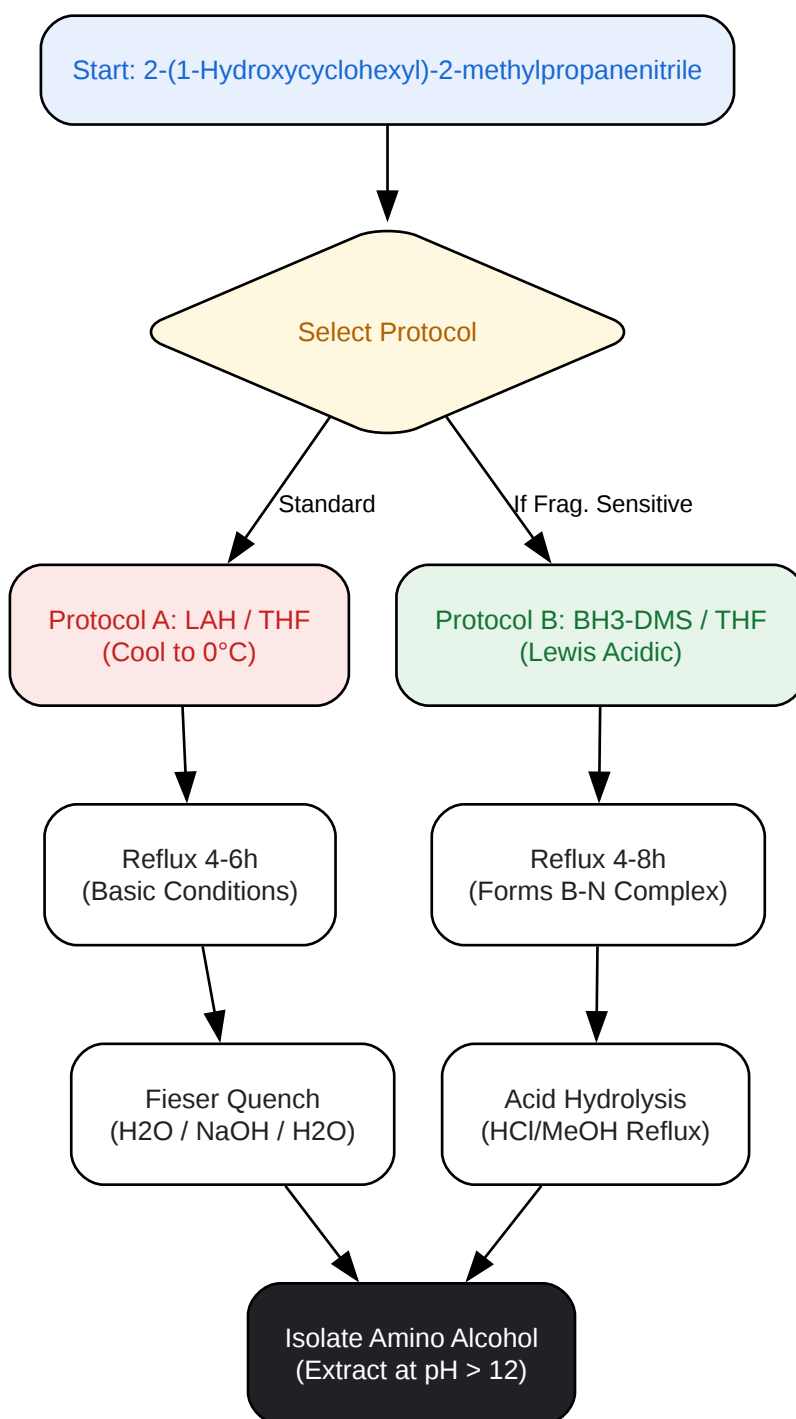 Start: 2-(1-Hydroxycyclohexyl)-2-methylpropanenitrile
Select Protocol
Standard
If Frag. Sensitive
Protocol A: LAH / THF
(Cool to 0°C)
Protocol B: BH3-DMS / THF
(Lewis Acidic)
Reflux 4-6h
(Basic Conditions)
Reflux 4-8h
(Forms B-N Complex)
Fieser Quench
(H2O / NaOH / H2O)
Acid Hydrolysis
(HCl/MeOH Reflux)
Isolate Amino Alcohol
(Extract at pH > 12)